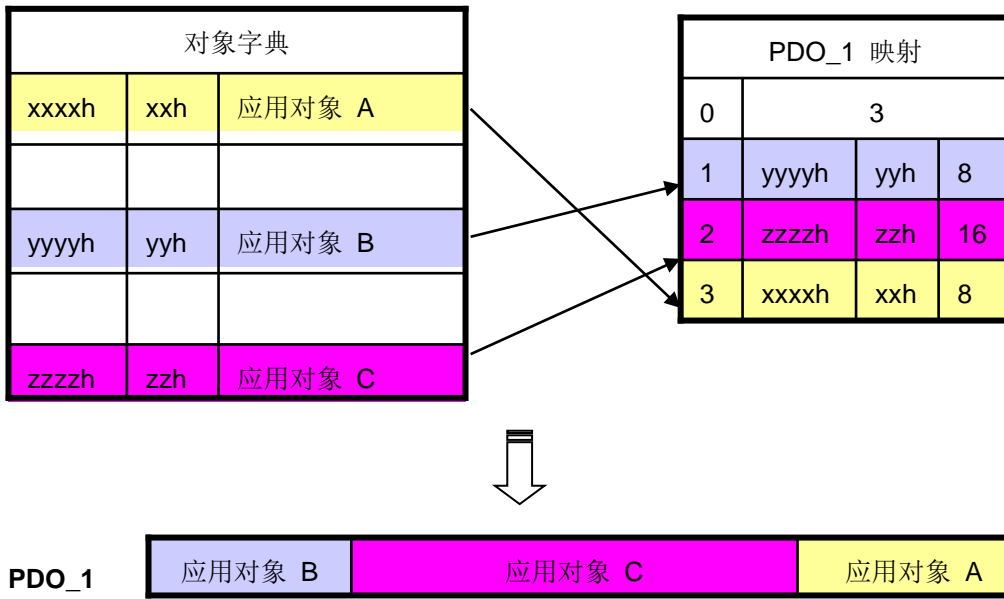 对象字典
xxxxh xxh 应用对象 A
yyyyh yyh 应用对象 B
zzzzh zzh 应用对象 C
PDO_1 映射
0 3
1 yyyyh yyh 8
2 zzzzh zzh 16
3 xxxxh xxh 8
PDO_1 应用对象 B 应用对象 C 应用对象 A